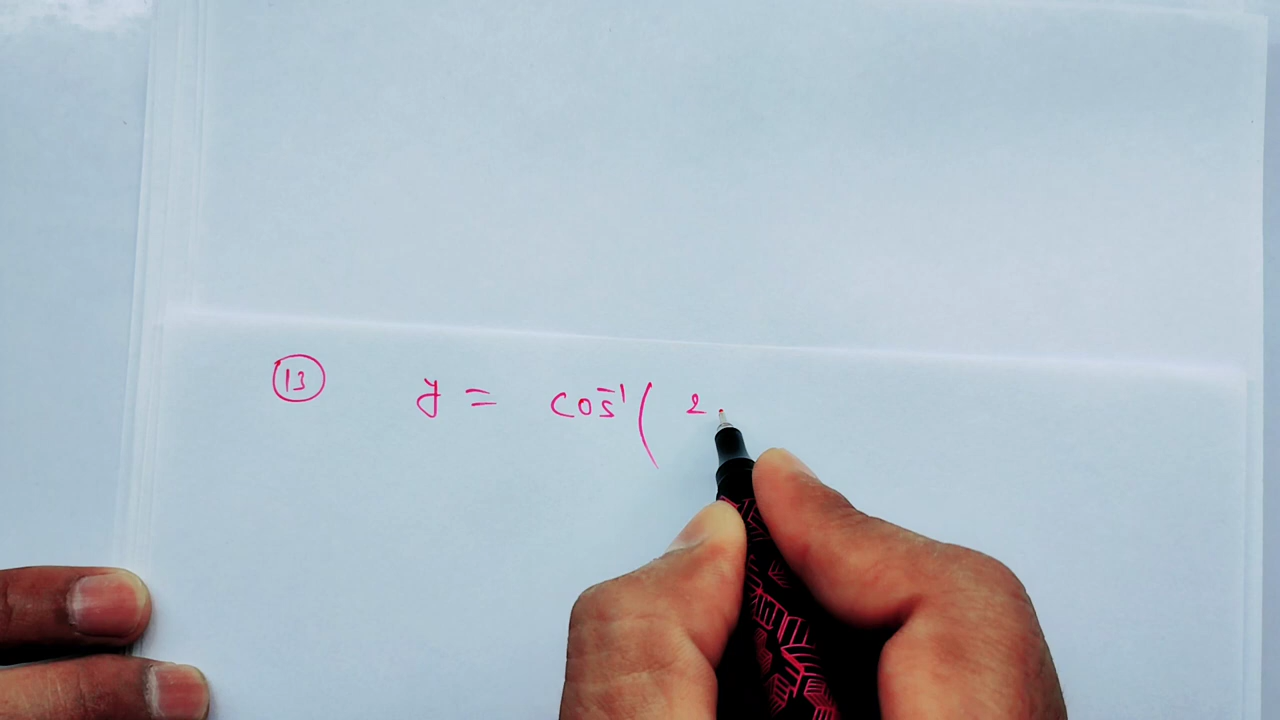 13 y = cos⁻¹( 2